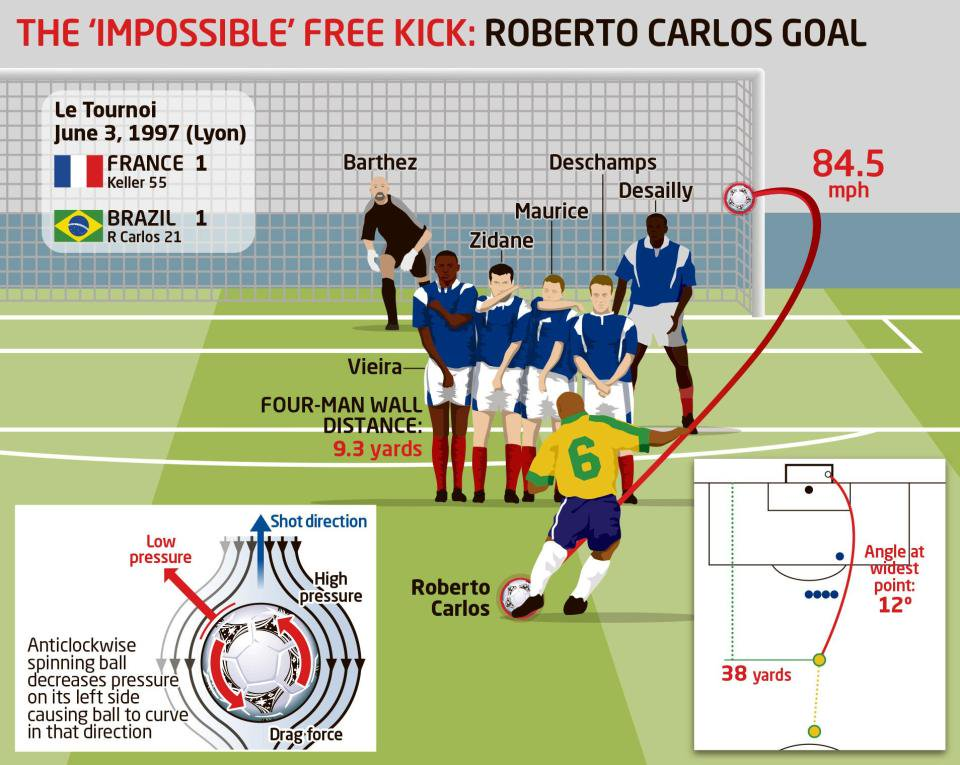 THE 'IMPOSSIBLE' FREE KICK: ROBERTO CARLOS GOAL
Le Tournoi
June 3, 1997 (Lyon)
FRANCE 1
Keller 55
BRAZIL 1
R Carlos 21
Barthez
Deschamps
Desailly
Maurice
Zidane
84.5
mph
Vieira
FOUR-MAN WALL
DISTANCE:
9.3 yards
6
Roberto
Carlos
Shot direction
Low
pressure
High
pressure
Anticlockwise
spinning ball
decreases pressure
on its left side
causing ball to curve
in that direction
Drag force
Angle at
widest
point:
12º
38 yards